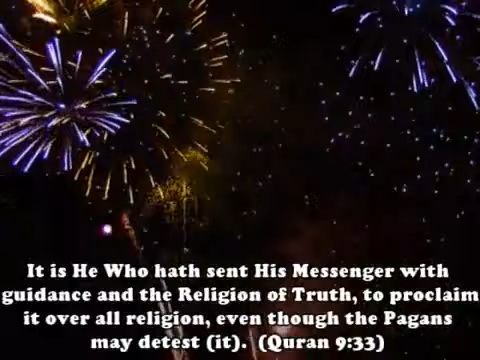 It is He Who hath sent His Messenger with
guidance and the Religion of Truth, to proclaim
it over all religion, even though the Pagans
may detest (it).  (Quran 9:33)